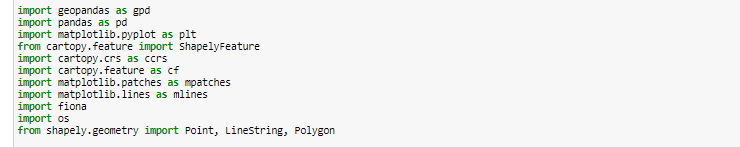 import geopandas as gpd
import pandas as pd
import matplotlib.pyplot as plt
from cartopy.feature import ShapelyFeature
import cartopy.crs as ccrs
import cartopy.feature as cf
import matplotlib.patches as mpatches
import matplotlib.lines as mlines
import fiona
import os
from shapely.geometry import Point, LineString, Polygon